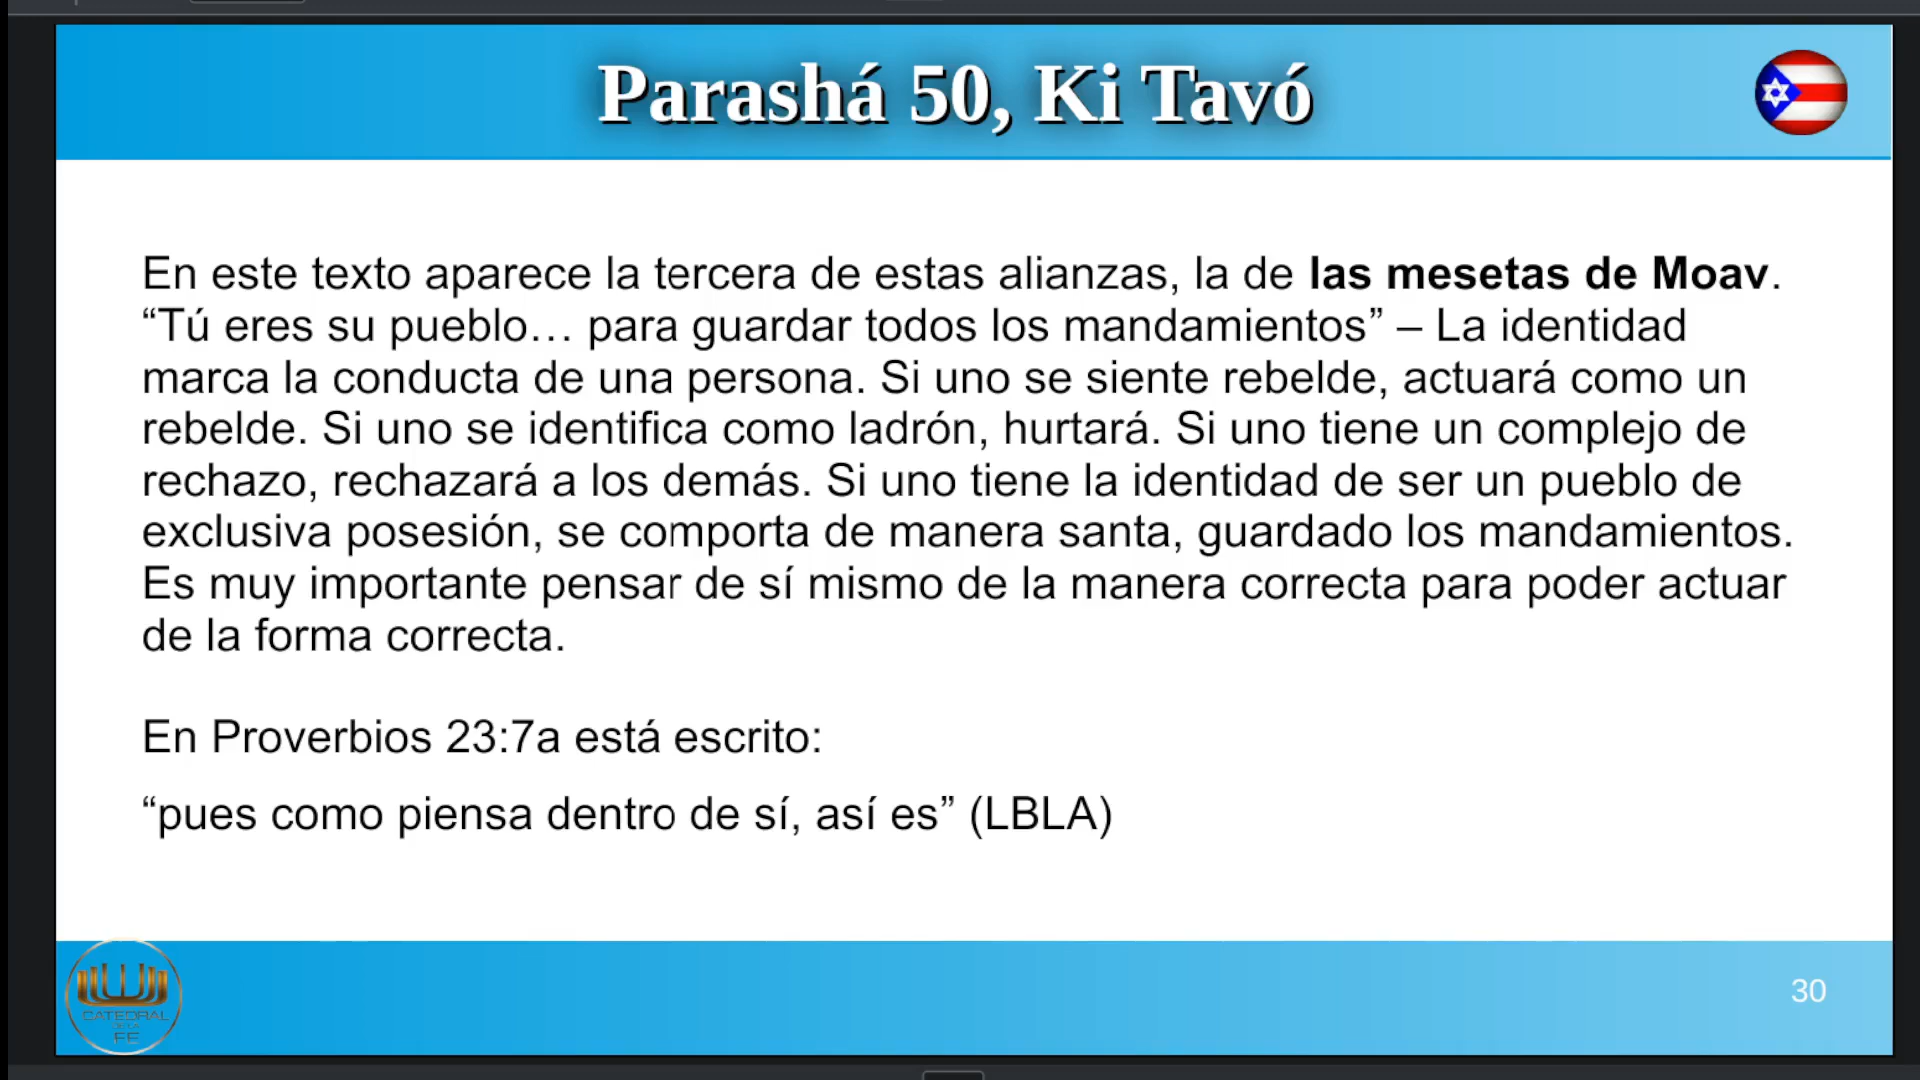 Parashá 50, Ki Tavó
En este texto aparece la tercera de estas alianzas, la de las mesetas de Moav.
“Tú eres su pueblo… para guardar todos los mandamientos” – La identidad
marca la conducta de una persona. Si uno se siente rebelde, actuará como un
rebelde. Si uno se identifica como ladrón, hurtará. Si uno tiene un complejo de
rechazo, rechazará a los demás. Si uno tiene la identidad de ser un pueblo de
exclusiva posesión, se comporta de manera santa, guardado los mandamientos.
Es muy importante pensar de sí mismo de la manera correcta para poder actuar
de la forma correcta.
En Proverbios 23:7a está escrito:
“pues como piensa dentro de sí, así es” (LBLA)
CATEDRAL
DE LA
FE
30